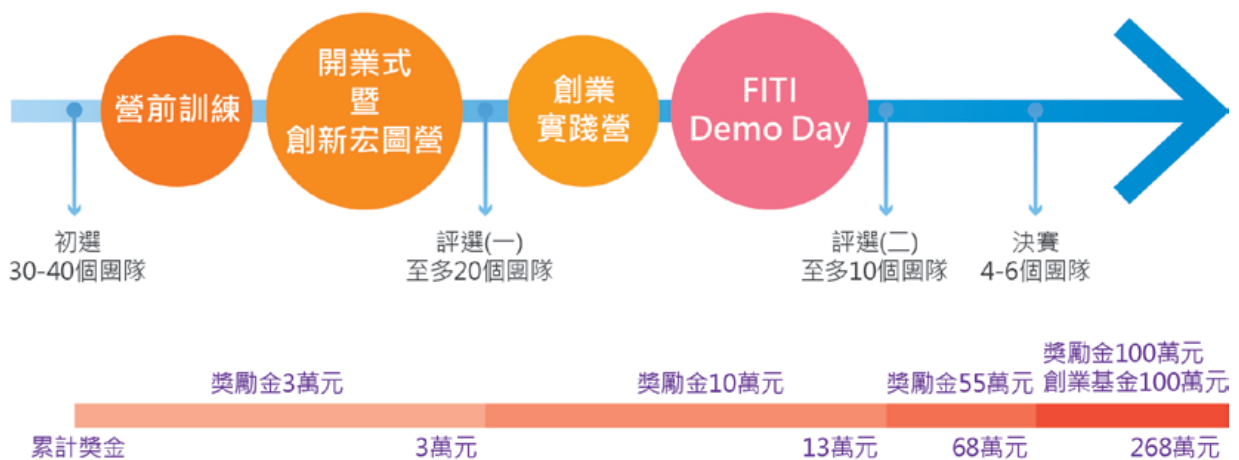 營前訓練
開業式
暨
創新宏圖營
創業
實踐營
FITI
Demo Day
初選
30-40個團隊
評選(一)
至多20個團隊
評選(二)
至多10個團隊
決賽
4-6個團隊
獎勵金3萬元
獎勵金10萬元
獎勵金55萬元
獎勵金100萬元
創業基金100萬元
累計獎金
3萬元
13萬元
68萬元
268萬元